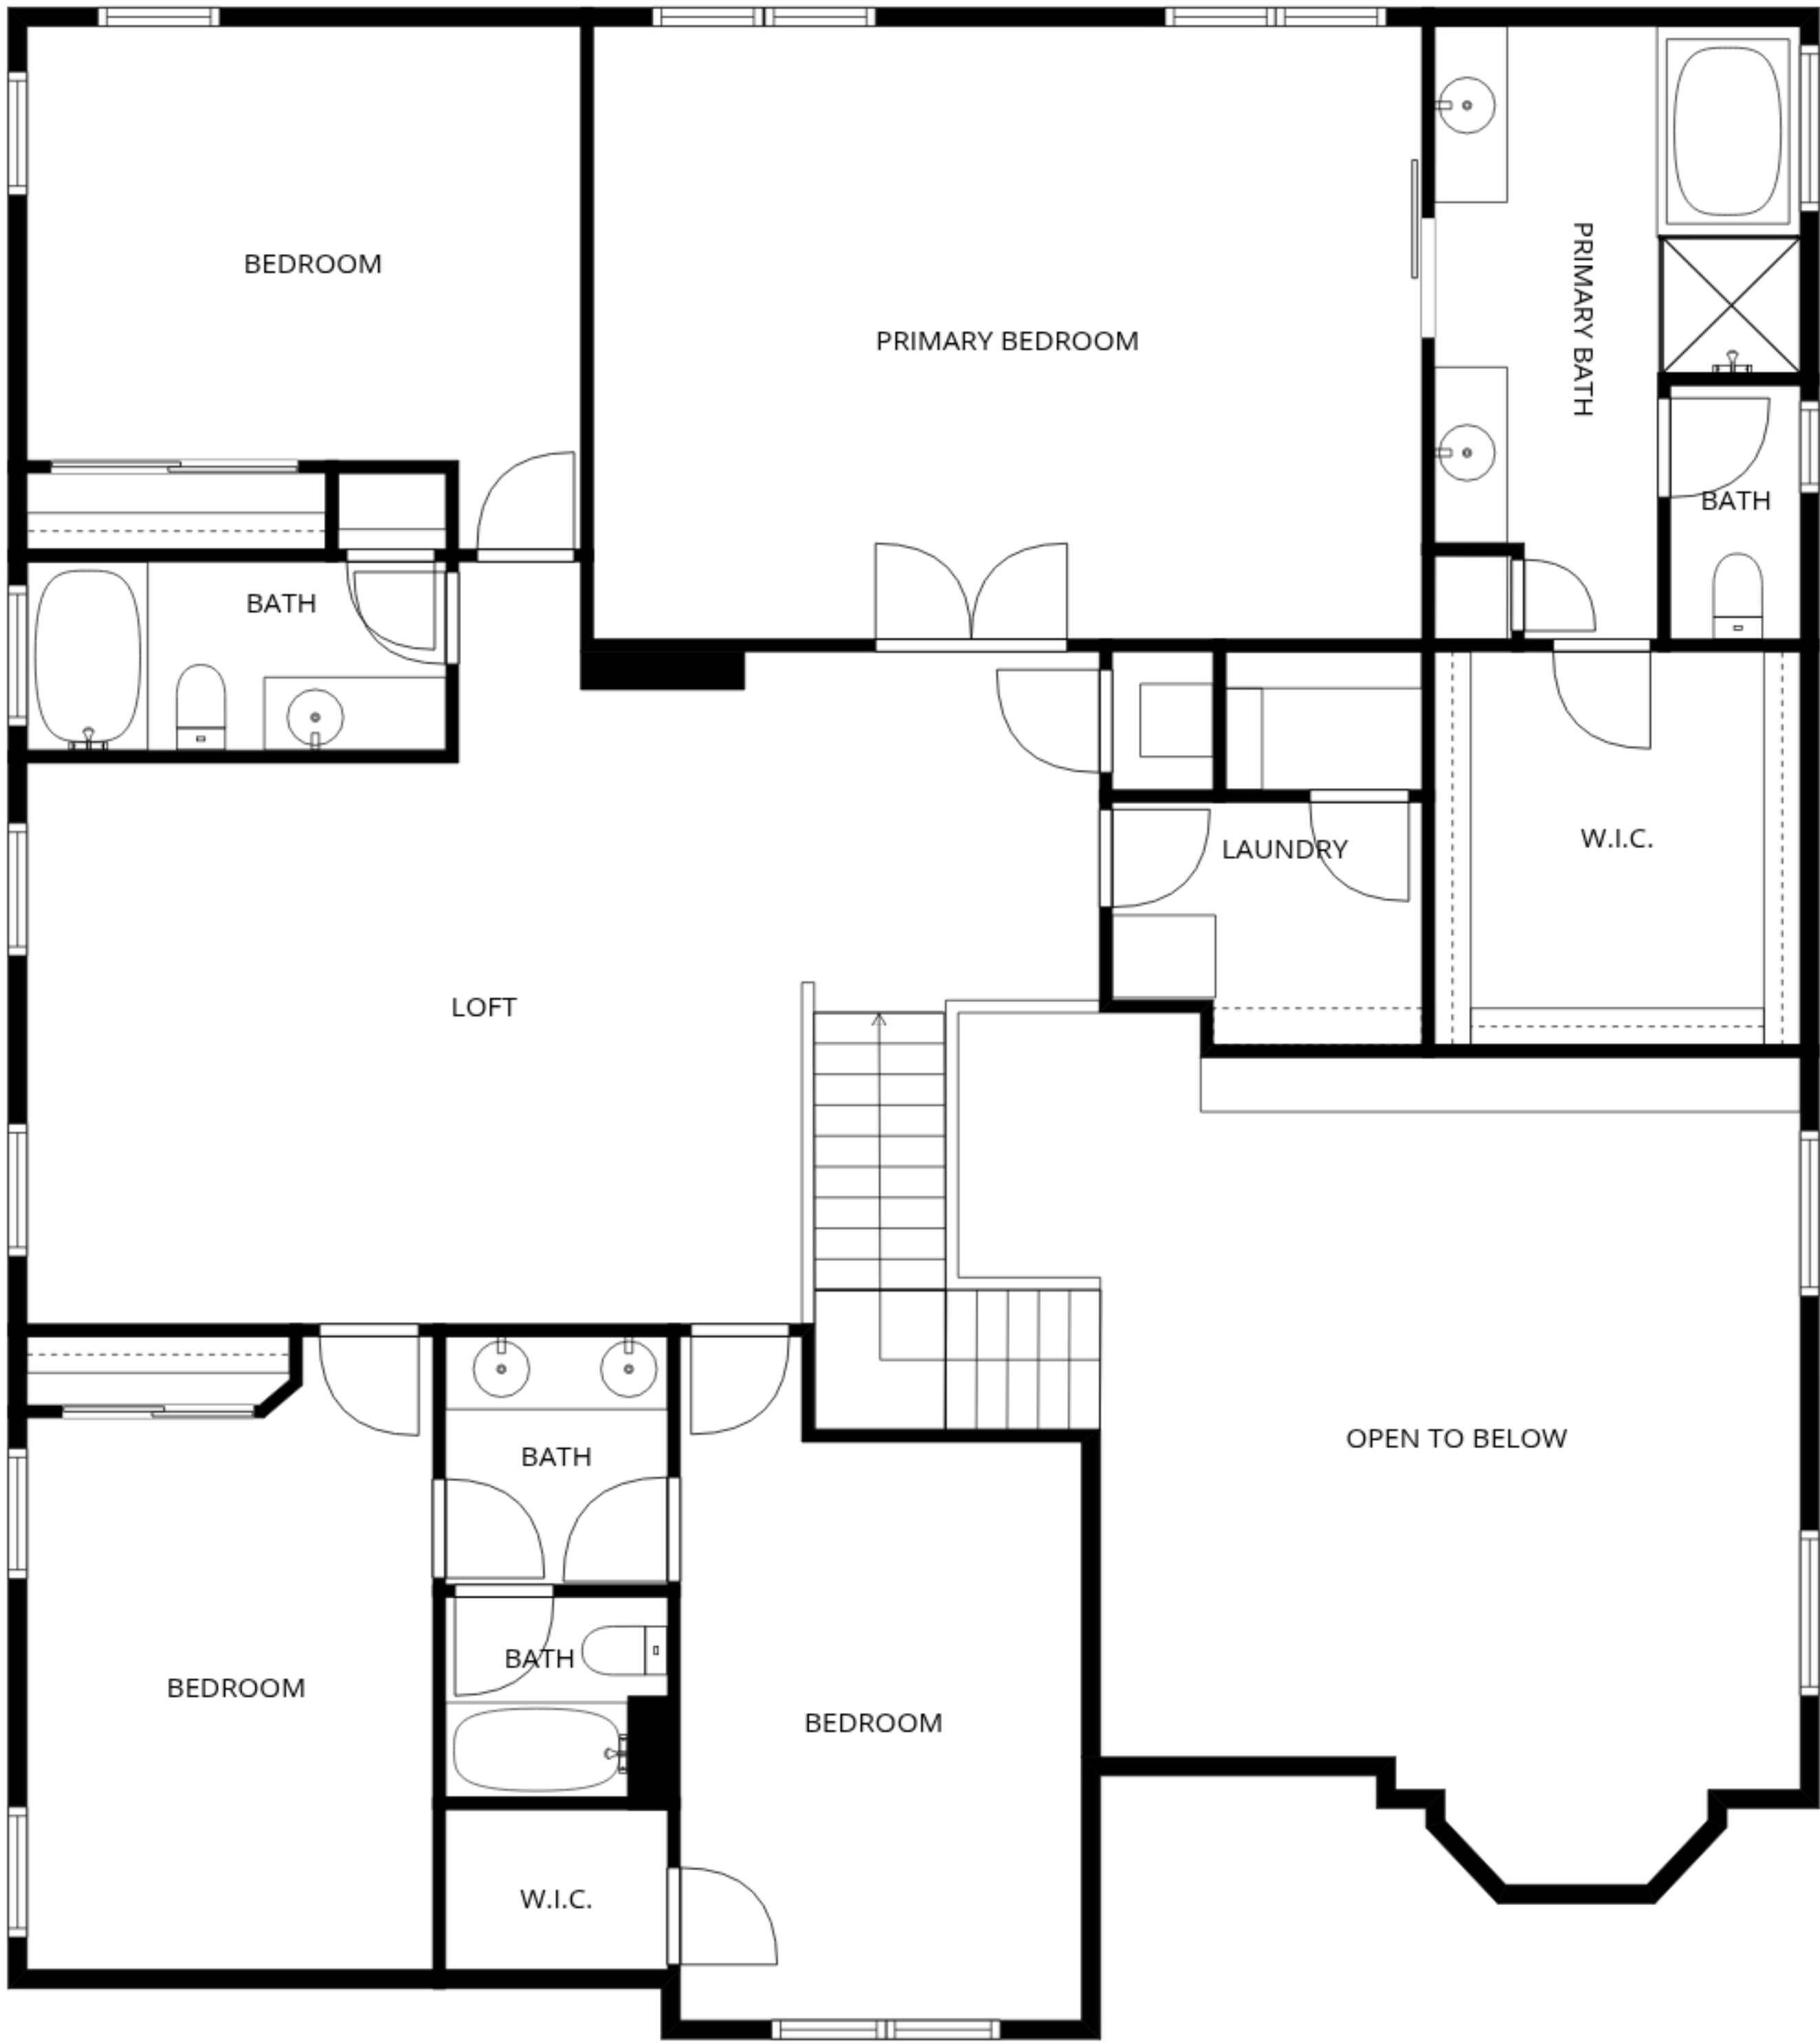 BEDROOM
PRIMARY BEDROOM
PRIMARY BATH
BATH
BATH
LAUNDRY
W.I.C.
LOFT
OPEN TO BELOW
BATH
BATH
BEDROOM
BEDROOM
W.I.C.